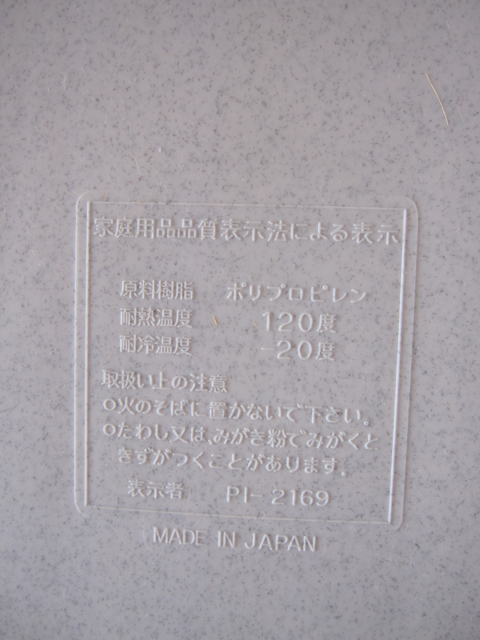 家庭用品品質表示法による表示
原料樹脂 ポリプロピレン
耐熱温度 120度
耐冷温度 -20度
取扱い上の注意
○火のそばに置かないで下さい。
○たわし又は、みがき粉でみがくと
きずがつくことがあります。
表示者 PI-2169
MADE IN JAPAN